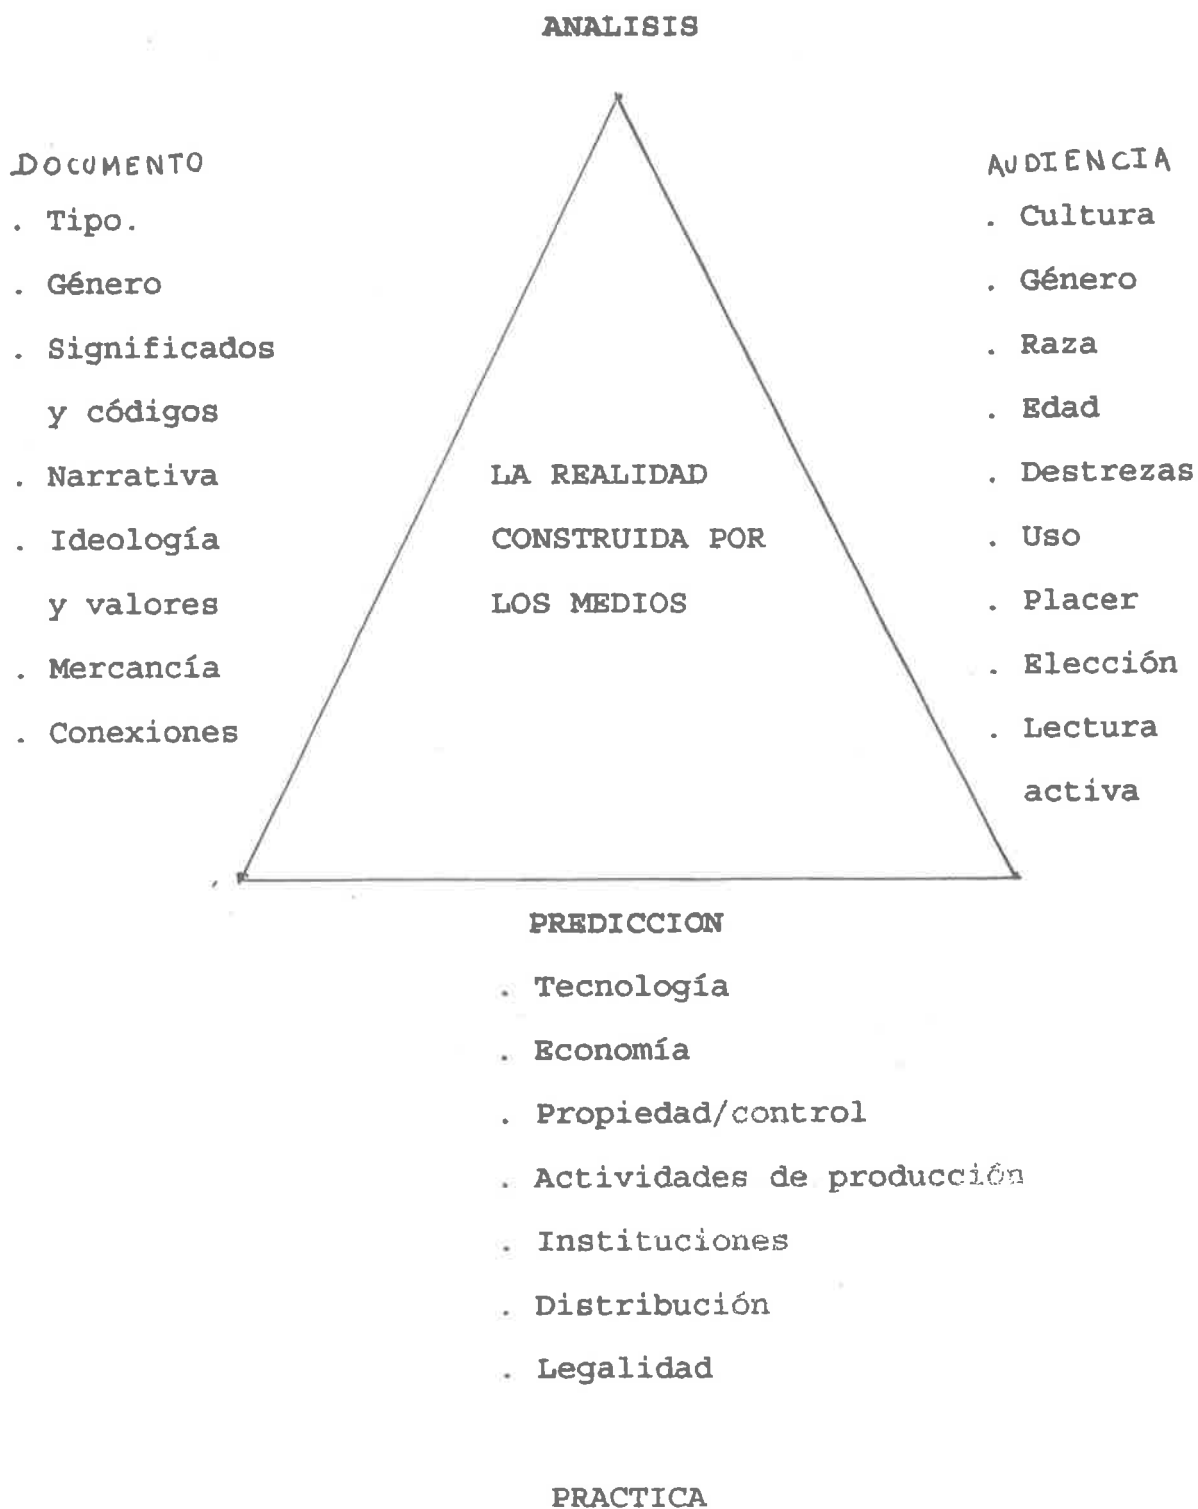 ANALISIS
DOCUMENTO
. Tipo.
. Género
. Significados
y códigos
. Narrativa
. Ideología
y valores
. Mercancía
. Conexiones
LA REALIDAD
CONSTRUIDA POR
LOS MEDIOS
AUDIENCIA
. Cultura
. Género
. Raza
. Edad
. Destrezas
. Uso
. Placer
. Elección
. Lectura
activa
PREDICCION
. Tecnología
. Economía
. Propiedad/control
. Actividades de producción
. Instituciones
. Distribución
. Legalidad
PRACTICA